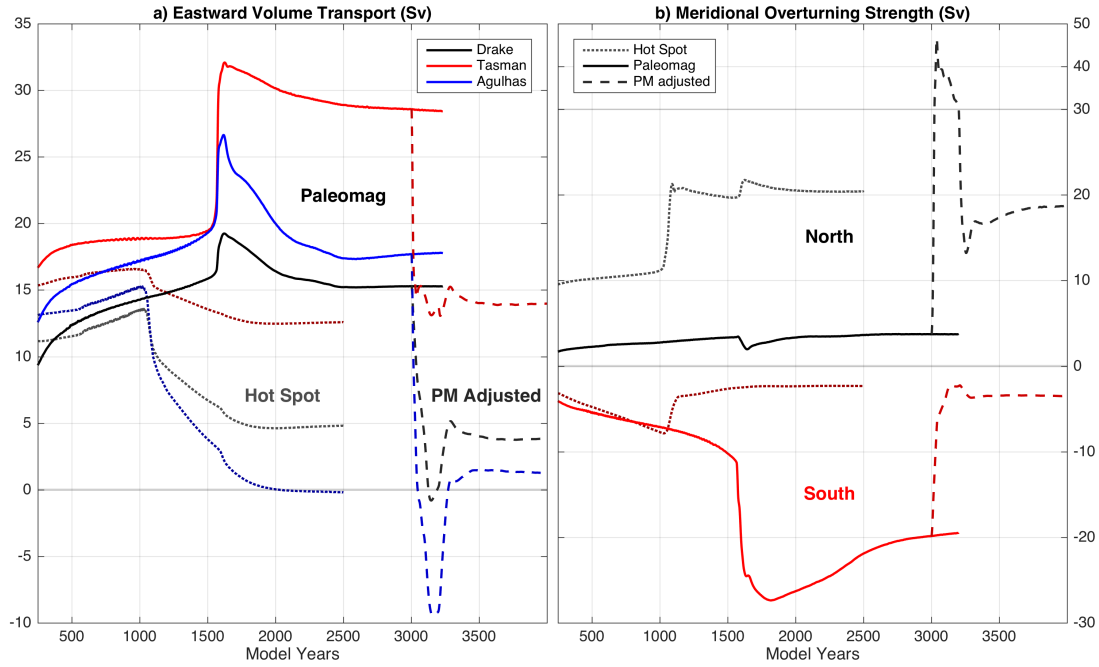 a) Eastward Volume Transport (Sv)
35
30
25
20
15
10
5
0
-5
-10
Drake
Tasman
Agulhas
Paleomag
Hot Spot
PM Adjusted
500 1000 1500 2000 2500 3000 3500
Model Years
b) Meridional Overturning Strength (Sv)
Hot Spot
Paleomag
PM adjusted
North
South
50
40
30
20
10
0
-10
-20
-30
500 1000 1500 2000 2500 3000 3500
Model Years